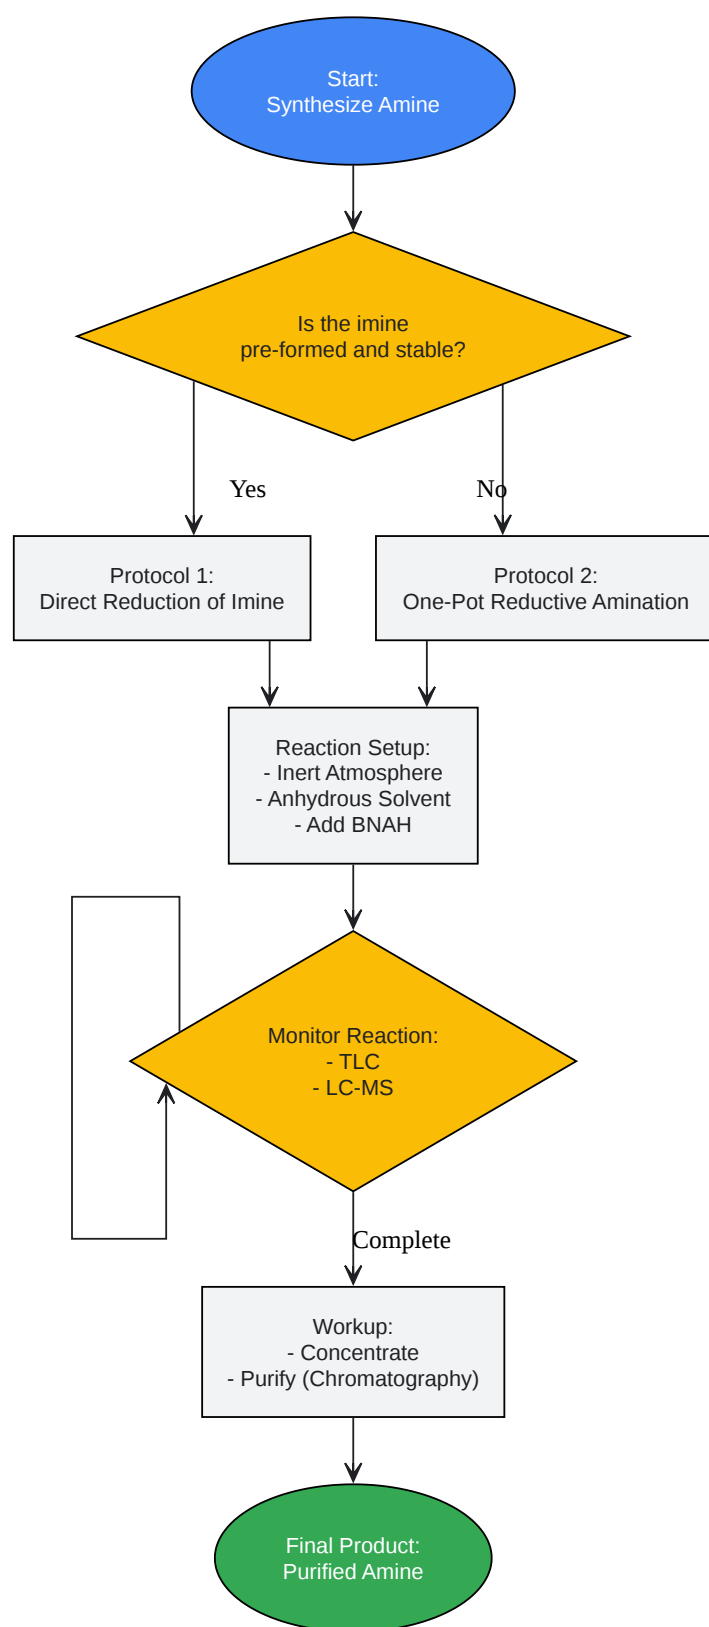 Start:
Synthesize Amine
Is the imine
pre-formed and stable?
Yes
No
Protocol 1:
Direct Reduction of Imine
Protocol 2:
One-Pot Reductive Amination
Reaction Setup:
- Inert Atmosphere
- Anhydrous Solvent
- Add BNAH
Monitor Reaction:
- TLC
- LC-MS
Complete
Workup:
- Concentrate
- Purify (Chromatography)
Final Product:
Purified Amine